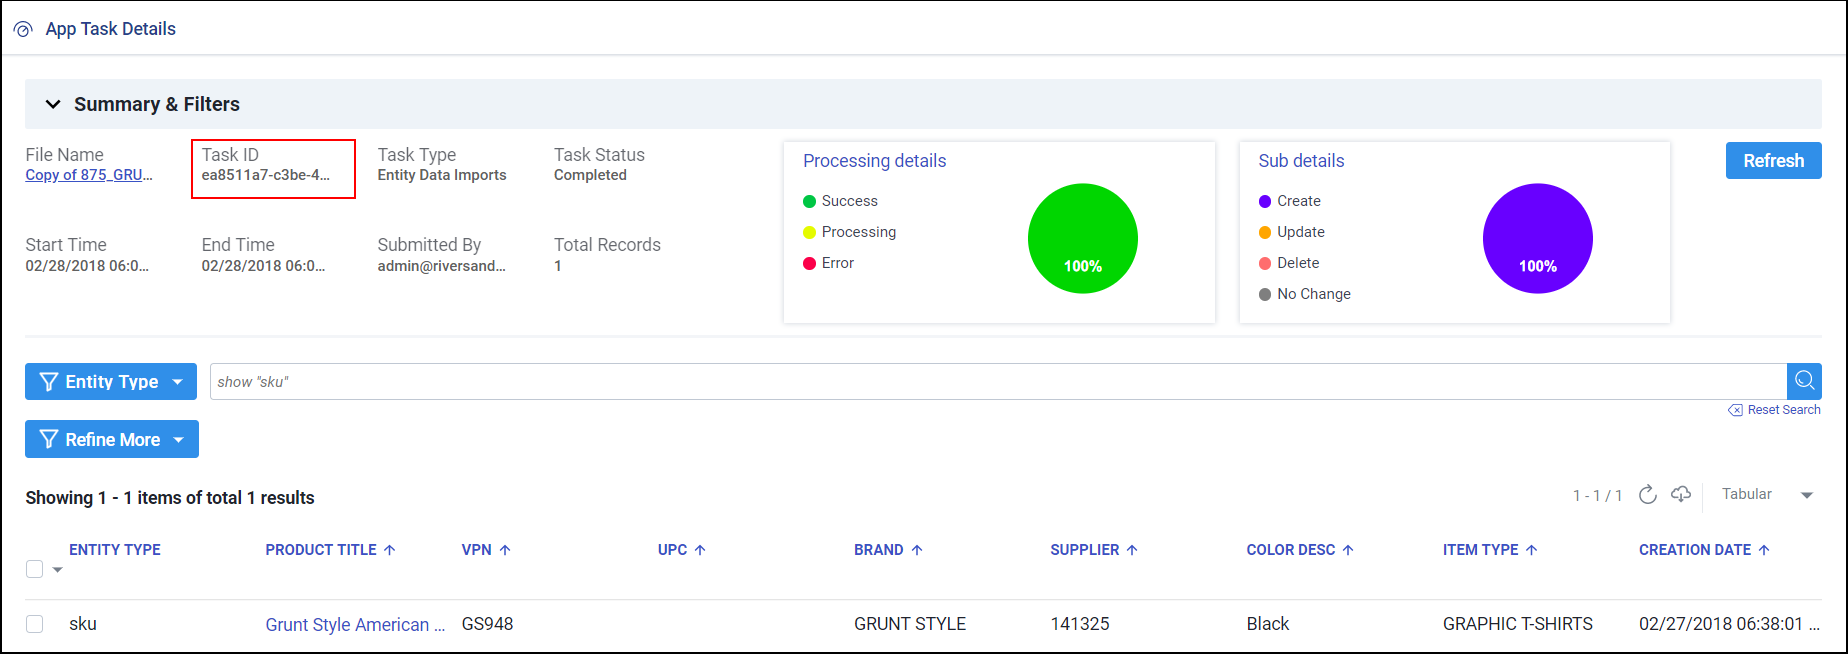 App Task Details
Summary & Filters
File Name
Copy of 875_GRU...
Task ID
ea8511a7-c3be-4...
Task Type
Entity Data Imports
Task Status
Completed
Start Time
02/28/2018 06:0...
End Time
02/28/2018 06:0...
Submitted By
admin@riversand...
Total Records
1
Processing details
Success
Processing
Error
100%
Sub details
Create
Update
Delete
No Change
100%
Refresh
Entity Type
show "sku"
Reset Search
Refine More
Showing 1 - 1 items of total 1 results
1 - 1 / 1
Tabular
ENTITY TYPE PRODUCT TITLE VPN UPC BRAND SUPPLIER COLOR DESC ITEM TYPE CREATION DATE
sku Grunt Style American ... GS948 GRUNT STYLE 141325 Black GRAPHIC T-SHIRTS 02/27/2018 06:38:01 ...